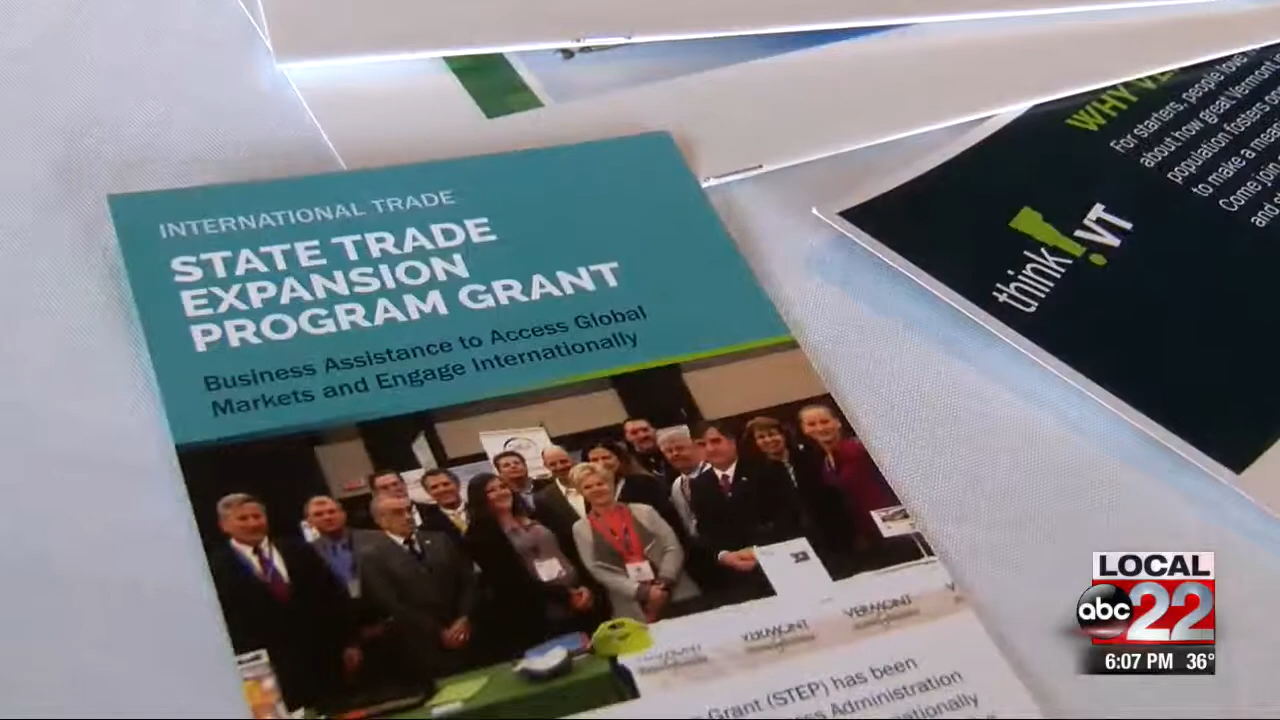 INTERNATIONAL TRADE
STATE TRADE
EXPANSION
PROGRAM GRANT
Business Assistance to Access Global
Markets and Engage Internationally
VERMONT
VERMONT
Grant (STEP) has been
Administration
WHY
For starters, people love
about how great Vermont
population fosters
to make a
Come join
think!VT
LOCAL
abc 22
6:07 PM 36°